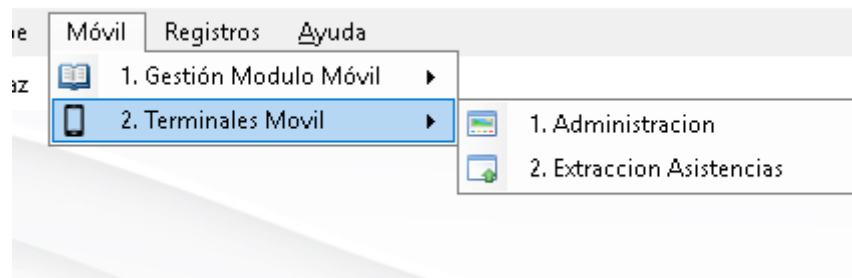 Móvil Registros Ayuda
1. Gestión Modulo Móvil
2. Terminales Movil
1. Administracion
2. Extraccion Asistencias